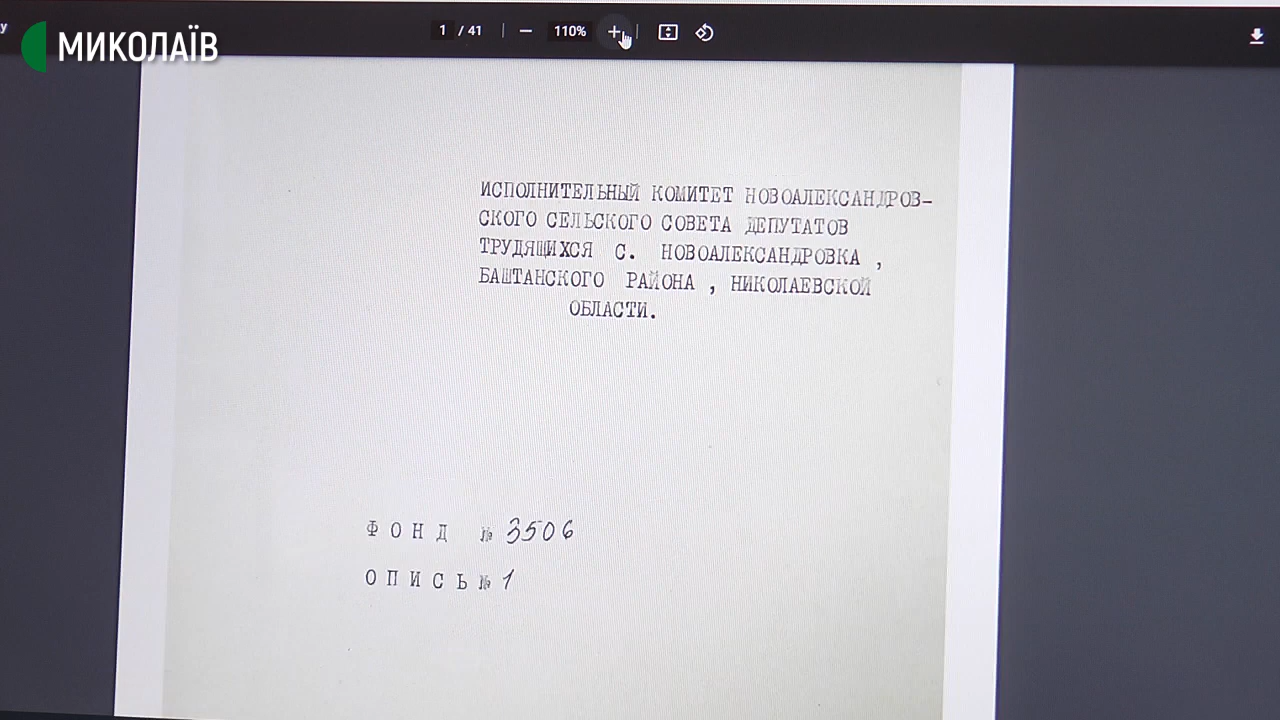 у
МИКОЛАЇВ
1 / 41
110%
ИСПОЛНИТЕЛЬНЫЙ КОМИТЕТ НОВОАЛЕКСАНДРОВ-
СКОГО СЕЛЬСКОГО СОВЕТА ДЕПУТАТОВ
ТРУДЯЩИХСЯ С. НОВОАЛЕКСАНДРОВКА ,
БАШТАНСКОГО РАЙОНА , НИКОЛАЕВСКОЙ
ОБЛАСТИ.
ФОНД № 3506
ОПИСЬ № 1